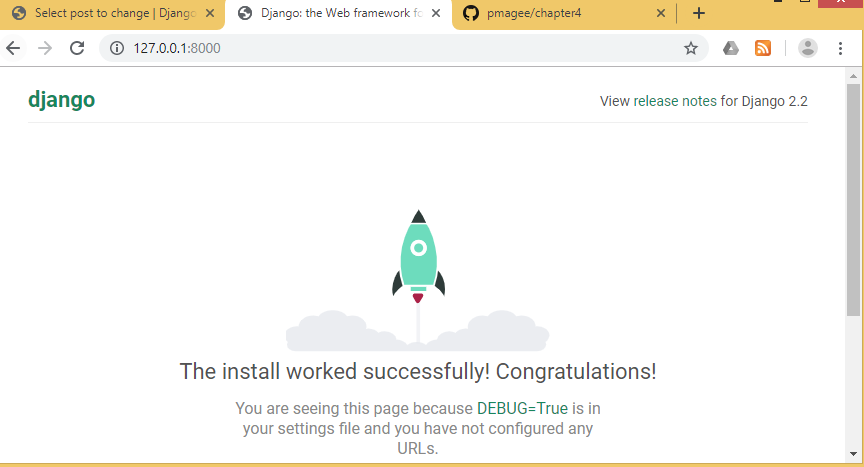 Select post to change | Django
Django: the Web framework fo
pmagee/chapter4
127.0.0.1:8000
django
View release notes for Django 2.2
The install worked successfully! Congratulations!
You are seeing this page because DEBUG=True is in
your settings file and you have not configured any
URLs.